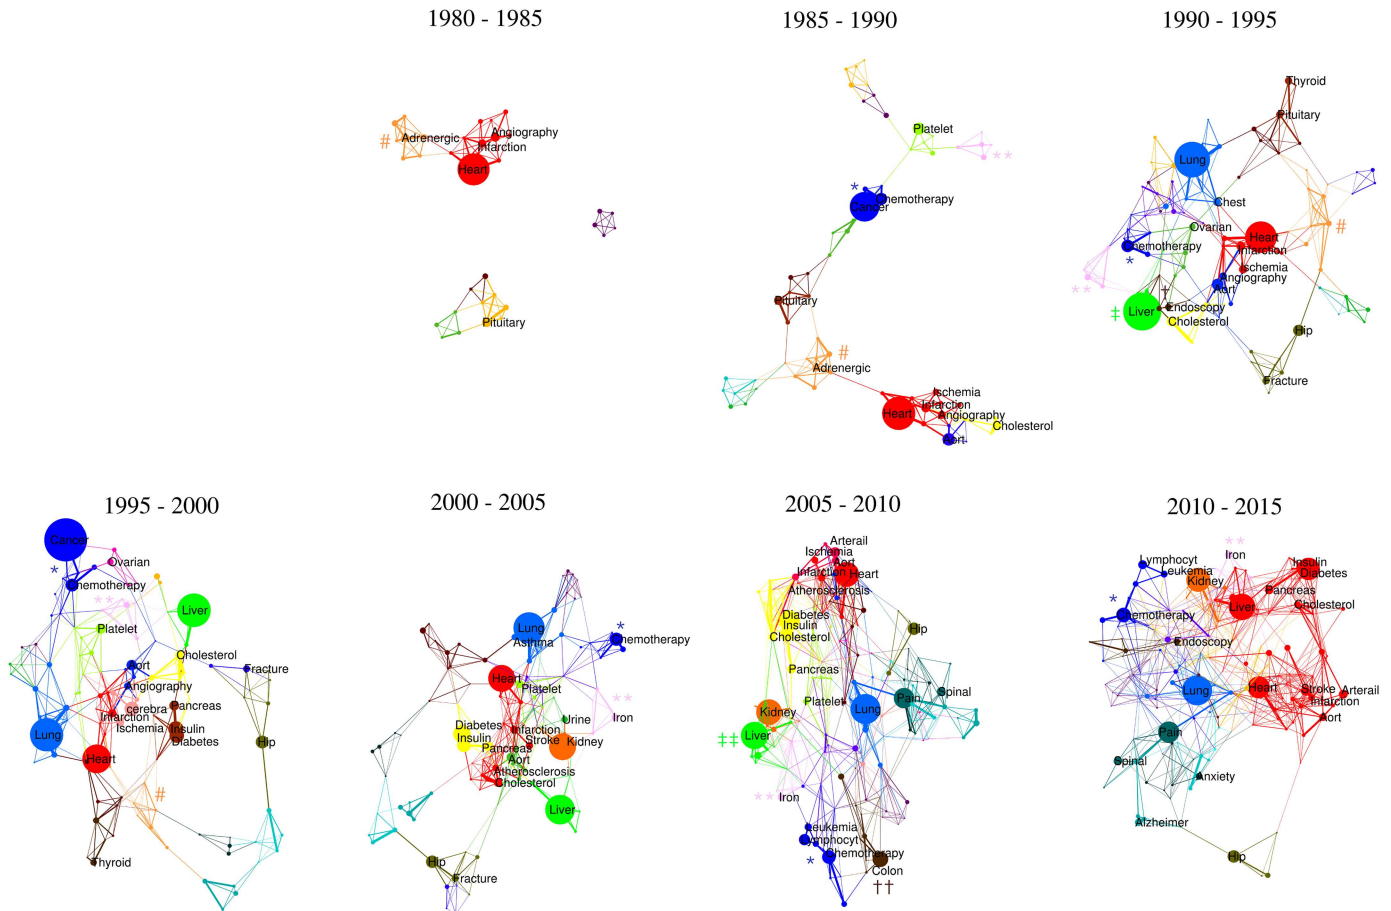 1980 - 1985
# Adrenergic
Angiography
Infarction
Heart
Pituitary
1985 - 1990
Platelet
**
*
Chemotherapy
Cancer
Pituitary
#
Adrenergic
Ischemia
Infarction
Heart
Angiography
Cholesterol
Aort
1990 - 1995
Thyroid
Pituitary
Lung
Chest
#
Ovarian
Heart
Chemotherapy
Infarction
*
Ischemia
Angiography
**
Aort
†
‡ Liver
Endoscopy
Cholesterol
Hip
Fracture
1995 - 2000
Cancer
Ovarian
*
Chemotherapy
**
Liver
Platelet
Cholesterol
Aort
Fracture
Angiography
cerebra
Pancreas
Infarction
Ischemia
Insulin
Lung
Diabetes
Hip
Heart
#
Thyroid
2000 - 2005
Lung
*
Asthma
Chemotherapy
Heart
Platelet
**
Iron
Urine
Diabetes
Infarction
Insulin
Stroke
Kidney
Pancreas
Aort
Atherosclerosis
Cholesterol
Liver
Hip
Fracture
2005 - 2010
Arterail
Ischemia
Aort
Infarction
Heart
Atherosclerosis
Diabetes
Insulin
Hip
Cholesterol
Pancreas
Pain
Spinal
Platelet
Lung
Kidney
‡‡ Liver
** Iron
Leukemia
Lymphocyt
Chemotherapy
*
Colon
††
2010 - 2015
**
Lymphocyt
Iron
Leukemia
Insulin
Kidney
Diabetes
Pancreas
*
Chemotherapy
Liver
Cholesterol
Endoscopy
Lung
Heart
Stroke
Arterail
Infarction
Aort
Pain
Spinal
Anxiety
Alzheimer
Hip